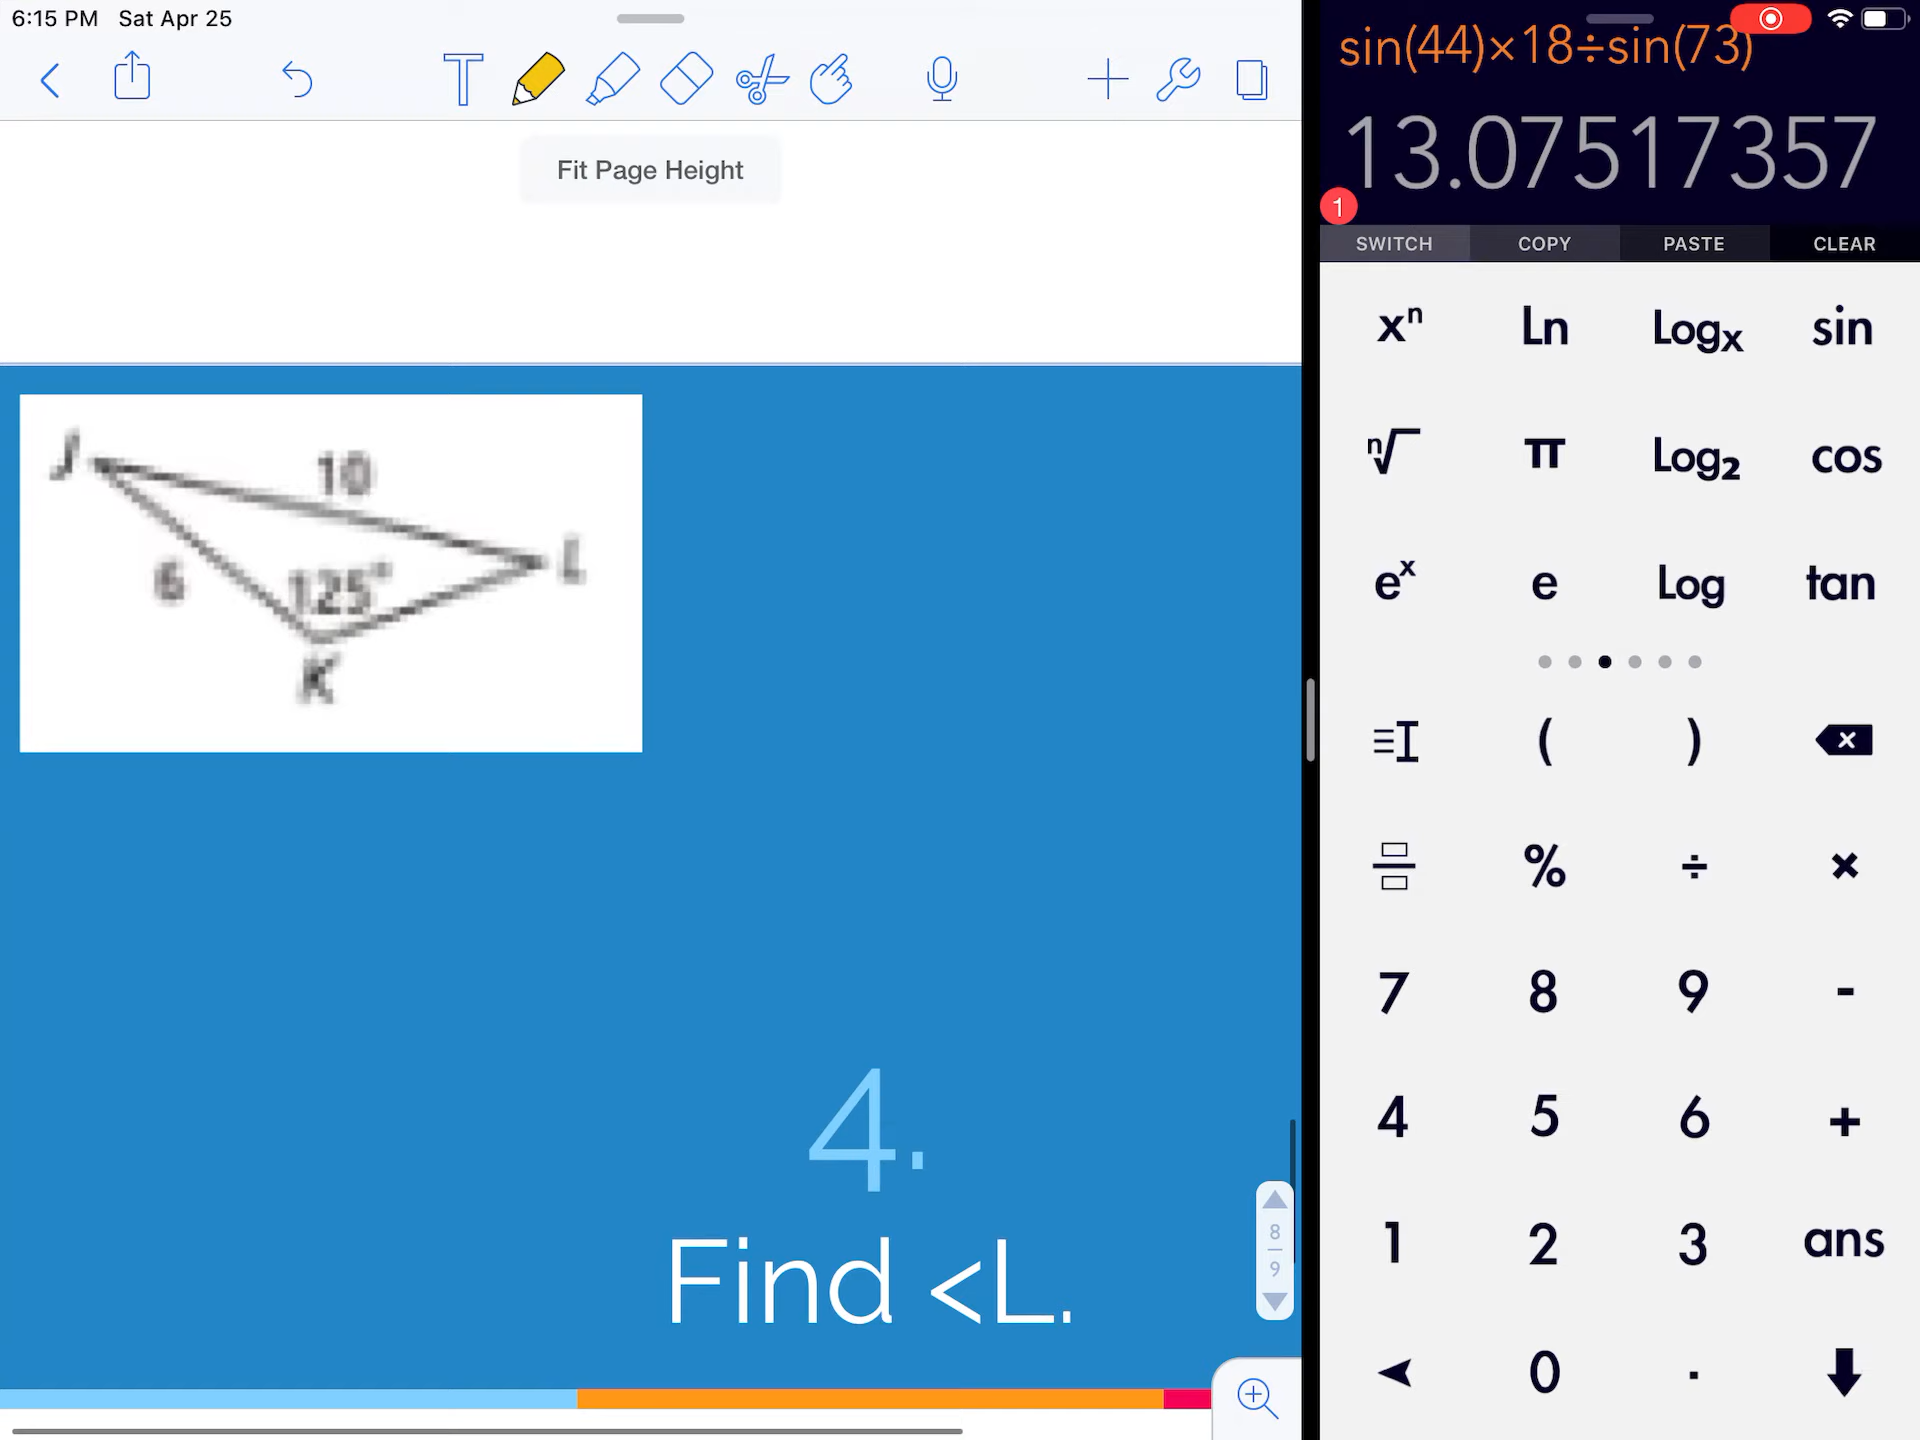 6:15 PM Sat Apr 25
T
Fit Page Height
J
10
L
6
125°
K
4.
Find <L.
8
9
sin(44)×18÷sin(73)
13.07517357
1
SWITCH COPY PASTE CLEAR
xⁿ Ln Logₓ sin
ⁿ√ π Log₂ cos
eˣ e Log tan
( )
% ÷ ×
7 8 9 -
4 5 6 +
1 2 3 ans
0 .